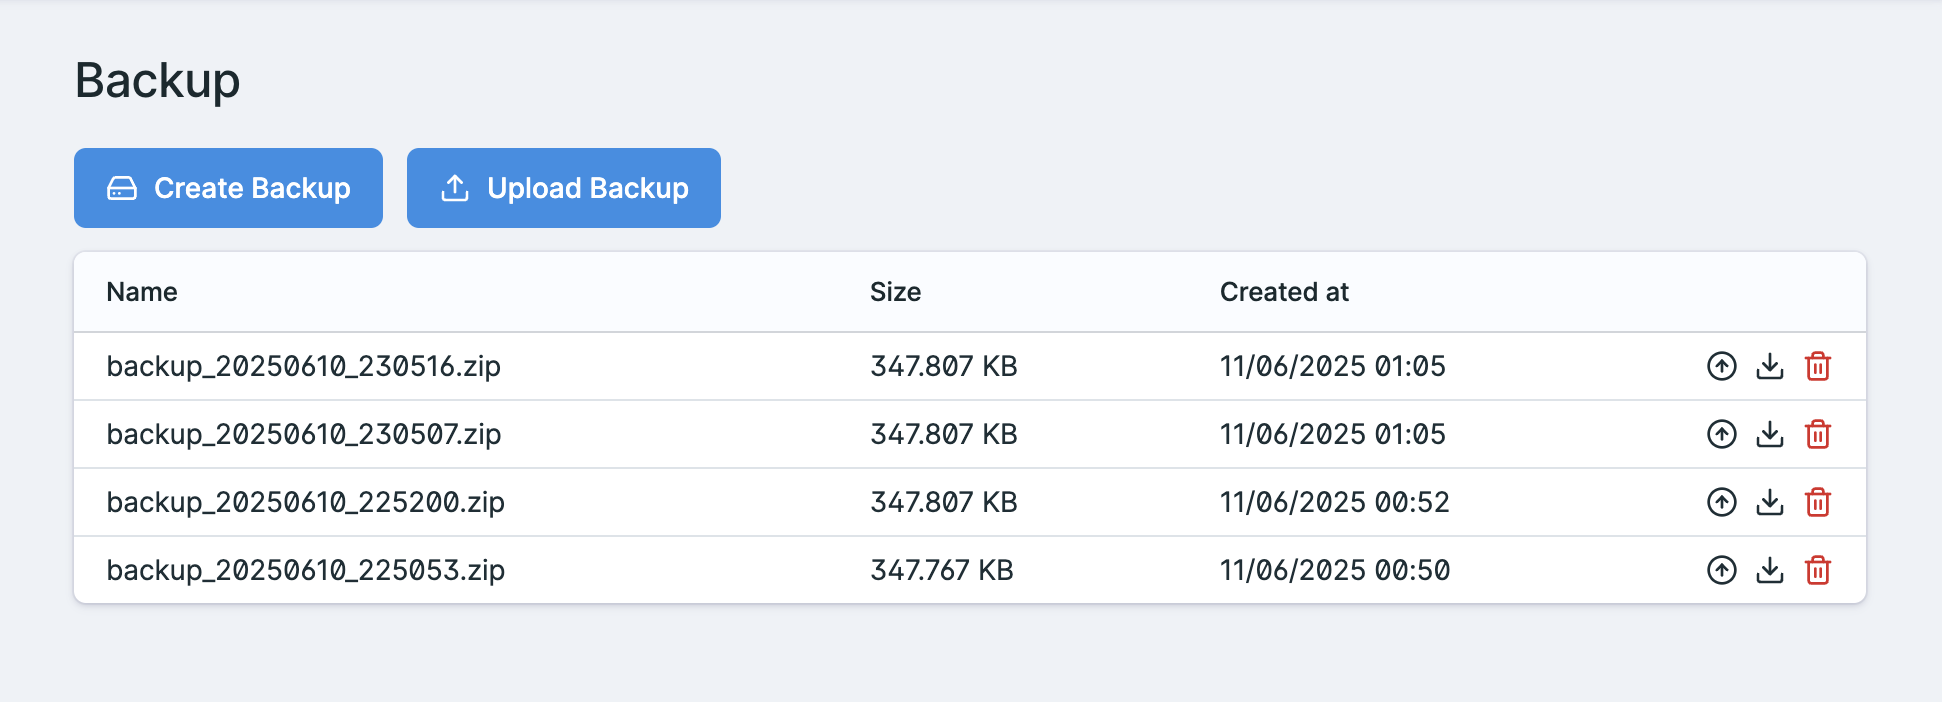 Backup
Create Backup Upload Backup
Name Size Created at
backup_20250610_230516.zip 347.807 KB 11/06/2025 01:05
backup_20250610_230507.zip 347.807 KB 11/06/2025 01:05
backup_20250610_225200.zip 347.807 KB 11/06/2025 00:52
backup_20250610_225053.zip 347.767 KB 11/06/2025 00:50